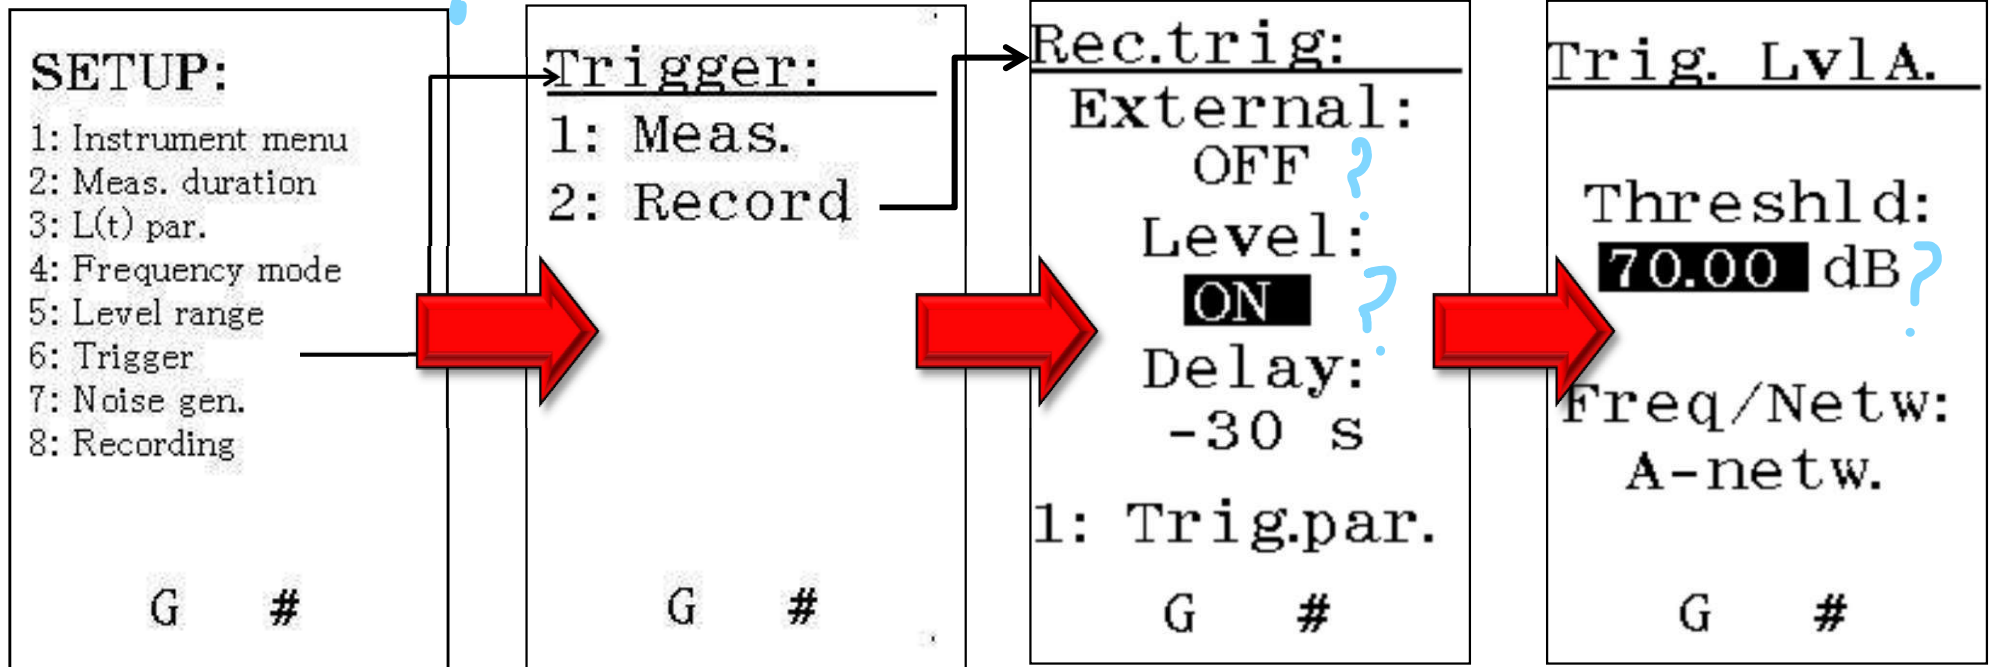 SETUP:
1: Instrument menu
2: Meas. duration
3: L(t) par.
4: Frequency mode
5: Level range
6: Trigger
7: Noise gen.
8: Recording
G #
Trigger:
1: Meas.
2: Record
G #
Rec.trig:
External:
OFF ?
Level:
ON ?
Delay:
-30 s
1: Trig.par.
G #
Trig. LvlA.
Threshld:
70.00 dB ?
Freq/Netw:
A-netw.
G #